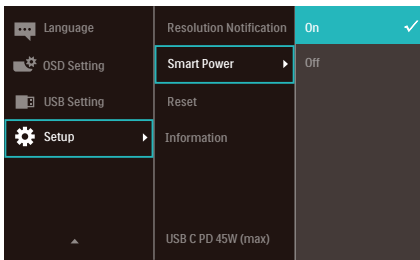 Language
OSD Setting
USB Setting
Setup
Resolution Notification
Smart Power
Reset
Information
USB C PD 45W (max)
On
Off